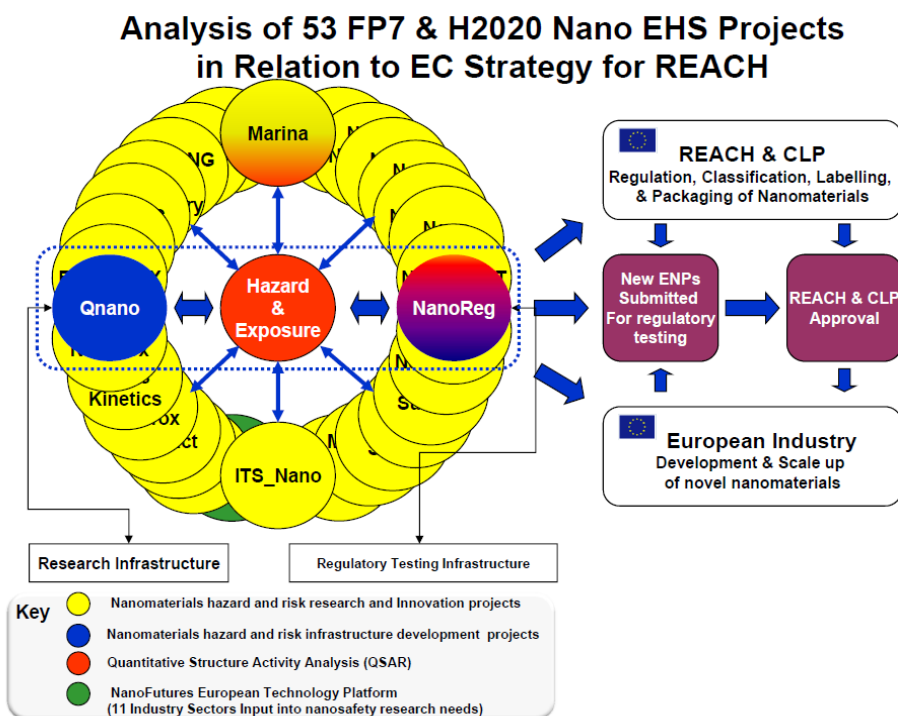 Analysis of 53 FP7 & H2020 Nano EHS Projects
in Relation to EC Strategy for REACH
Marina
NG
Qnano
Hazard
&
Exposure
NanoReg
Kinetics
ITS_Nano
REACH & CLP
Regulation, Classification, Labelling,
& Packaging of Nanomaterials
New ENPs
Submitted
For regulatory
testing
REACH & CLP
Approval
European Industry
Development & Scale up
of novel nanomaterials
Research Infrastructure
Regulatory Testing Infrastructure
Key
Nanomaterials hazard and risk research and Innovation projects
Nanomaterials hazard and risk infrastructure development projects
Quantitative Structure Activity Analysis (QSAR)
NanoFutures European Technology Platform
(11 Industry Sectors Input into nanosafety research needs)